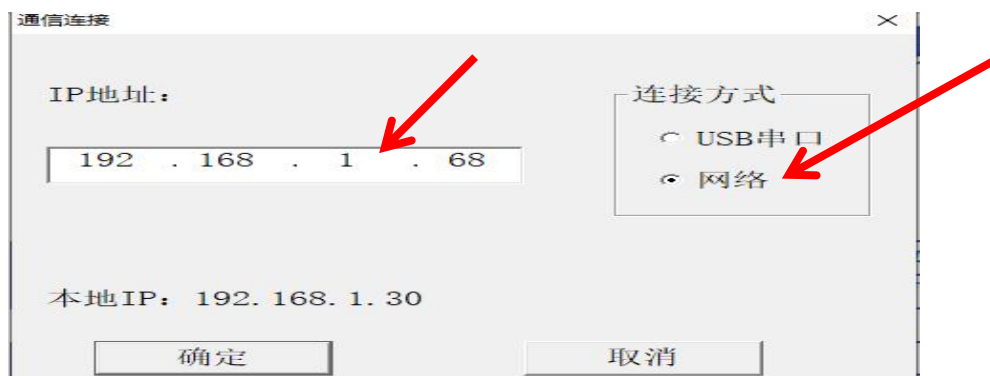 通信连接
IP地址：
192 . 168 . 1 . 68
连接方式
USB串口
网络
本地IP：192.168.1.30
确定
取消